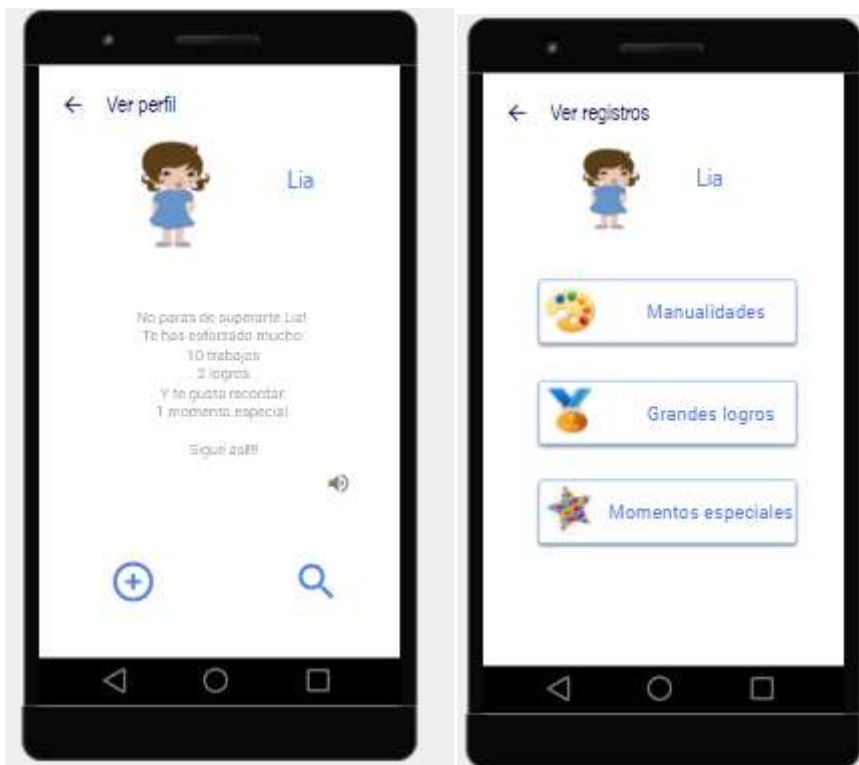 Ver perfil
Lia
No paras de superarte Lia!
Te has esforzado mucho:
10 trabajos
2 logros
Y te gusta recordar:
1 momento especial
Sigue así!!!
Ver registros
Lia
Manualidades
Grandes logros
Momentos especiales